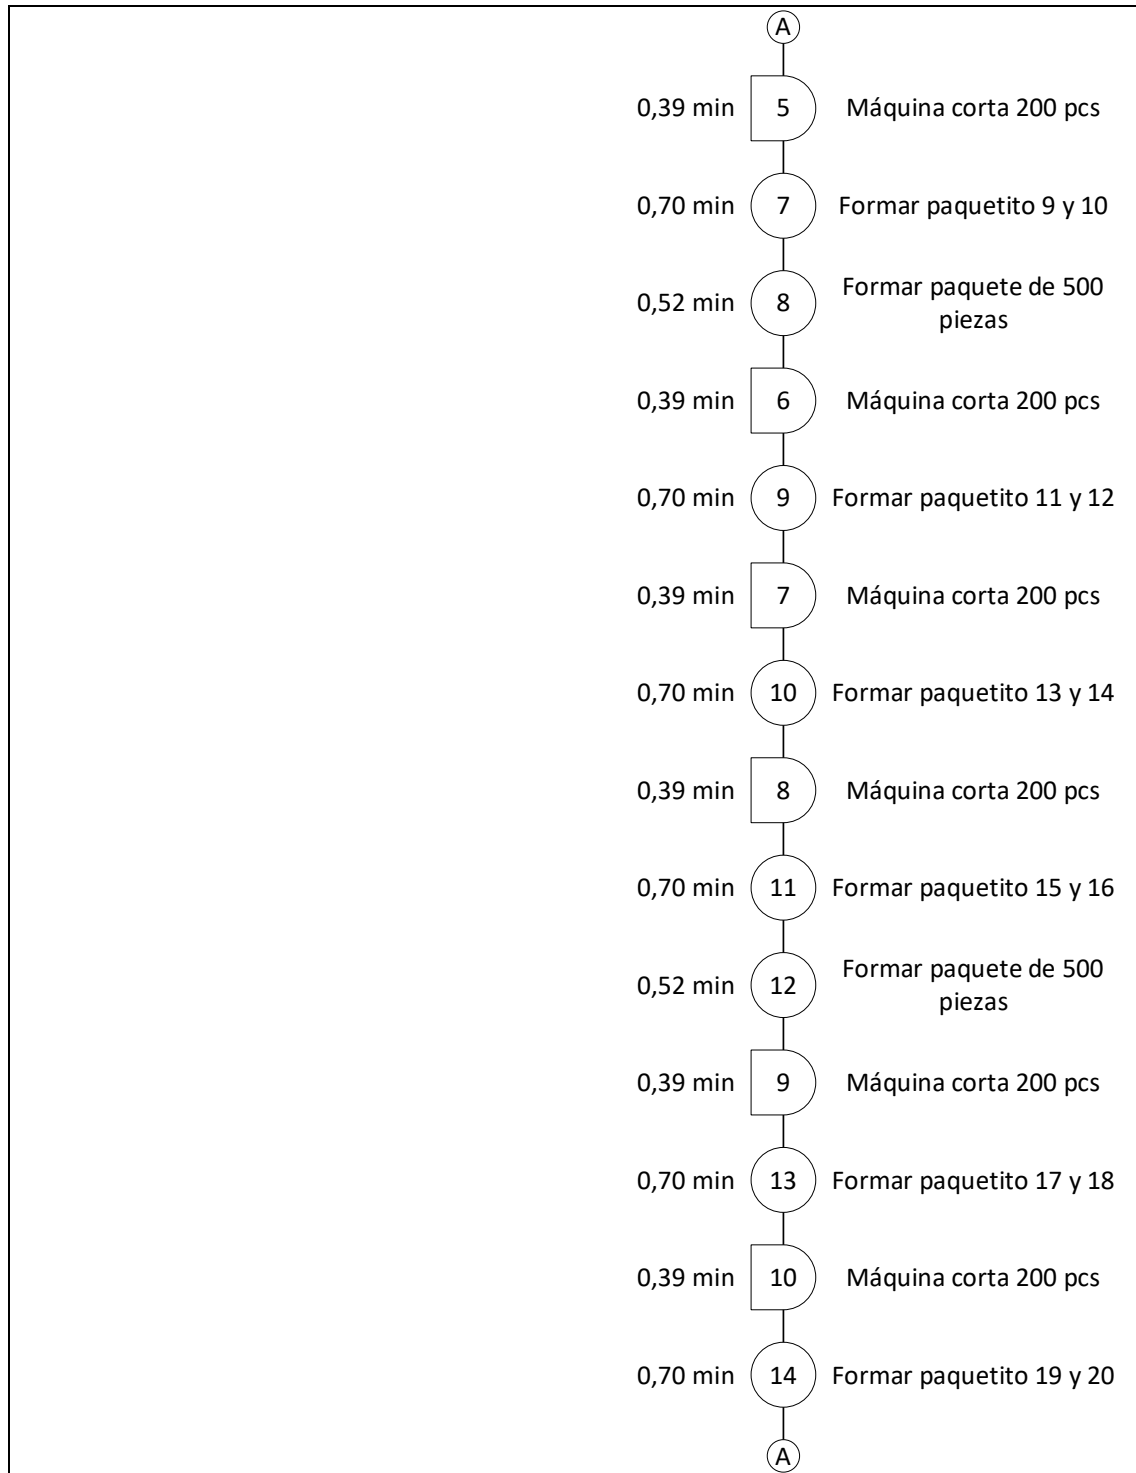 A
0,39 min 5 Máquina corta 200 pcs
0,70 min 7 Formar paquetito 9 y 10
0,52 min 8 Formar paquete de 500
piezas
0,39 min 6 Máquina corta 200 pcs
0,70 min 9 Formar paquetito 11 y 12
0,39 min 7 Máquina corta 200 pcs
0,70 min 10 Formar paquetito 13 y 14
0,39 min 8 Máquina corta 200 pcs
0,70 min 11 Formar paquetito 15 y 16
0,52 min 12 Formar paquete de 500
piezas
0,39 min 9 Máquina corta 200 pcs
0,70 min 13 Formar paquetito 17 y 18
0,39 min 10 Máquina corta 200 pcs
0,70 min 14 Formar paquetito 19 y 20
A